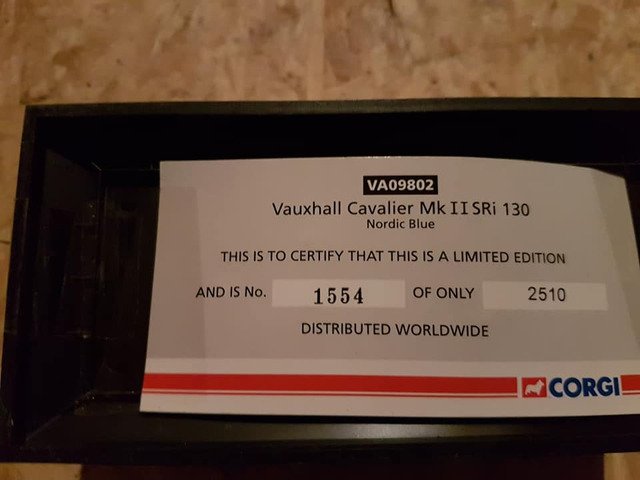 VA09802
Vauxhall Cavalier Mk II SRi 130
Nordic Blue
THIS IS TO CERTIFY THAT THIS IS A LIMITED EDITION
AND IS No. 1554 OF ONLY 2510
DISTRIBUTED WORLDWIDE
CORGI